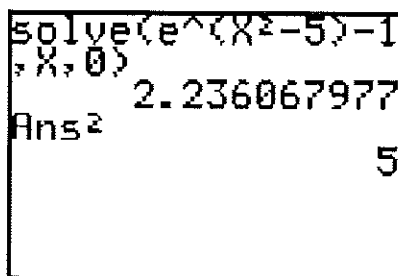 solve(e^(X²-5)-1
,X,0)
2.236067977
Ans²
5